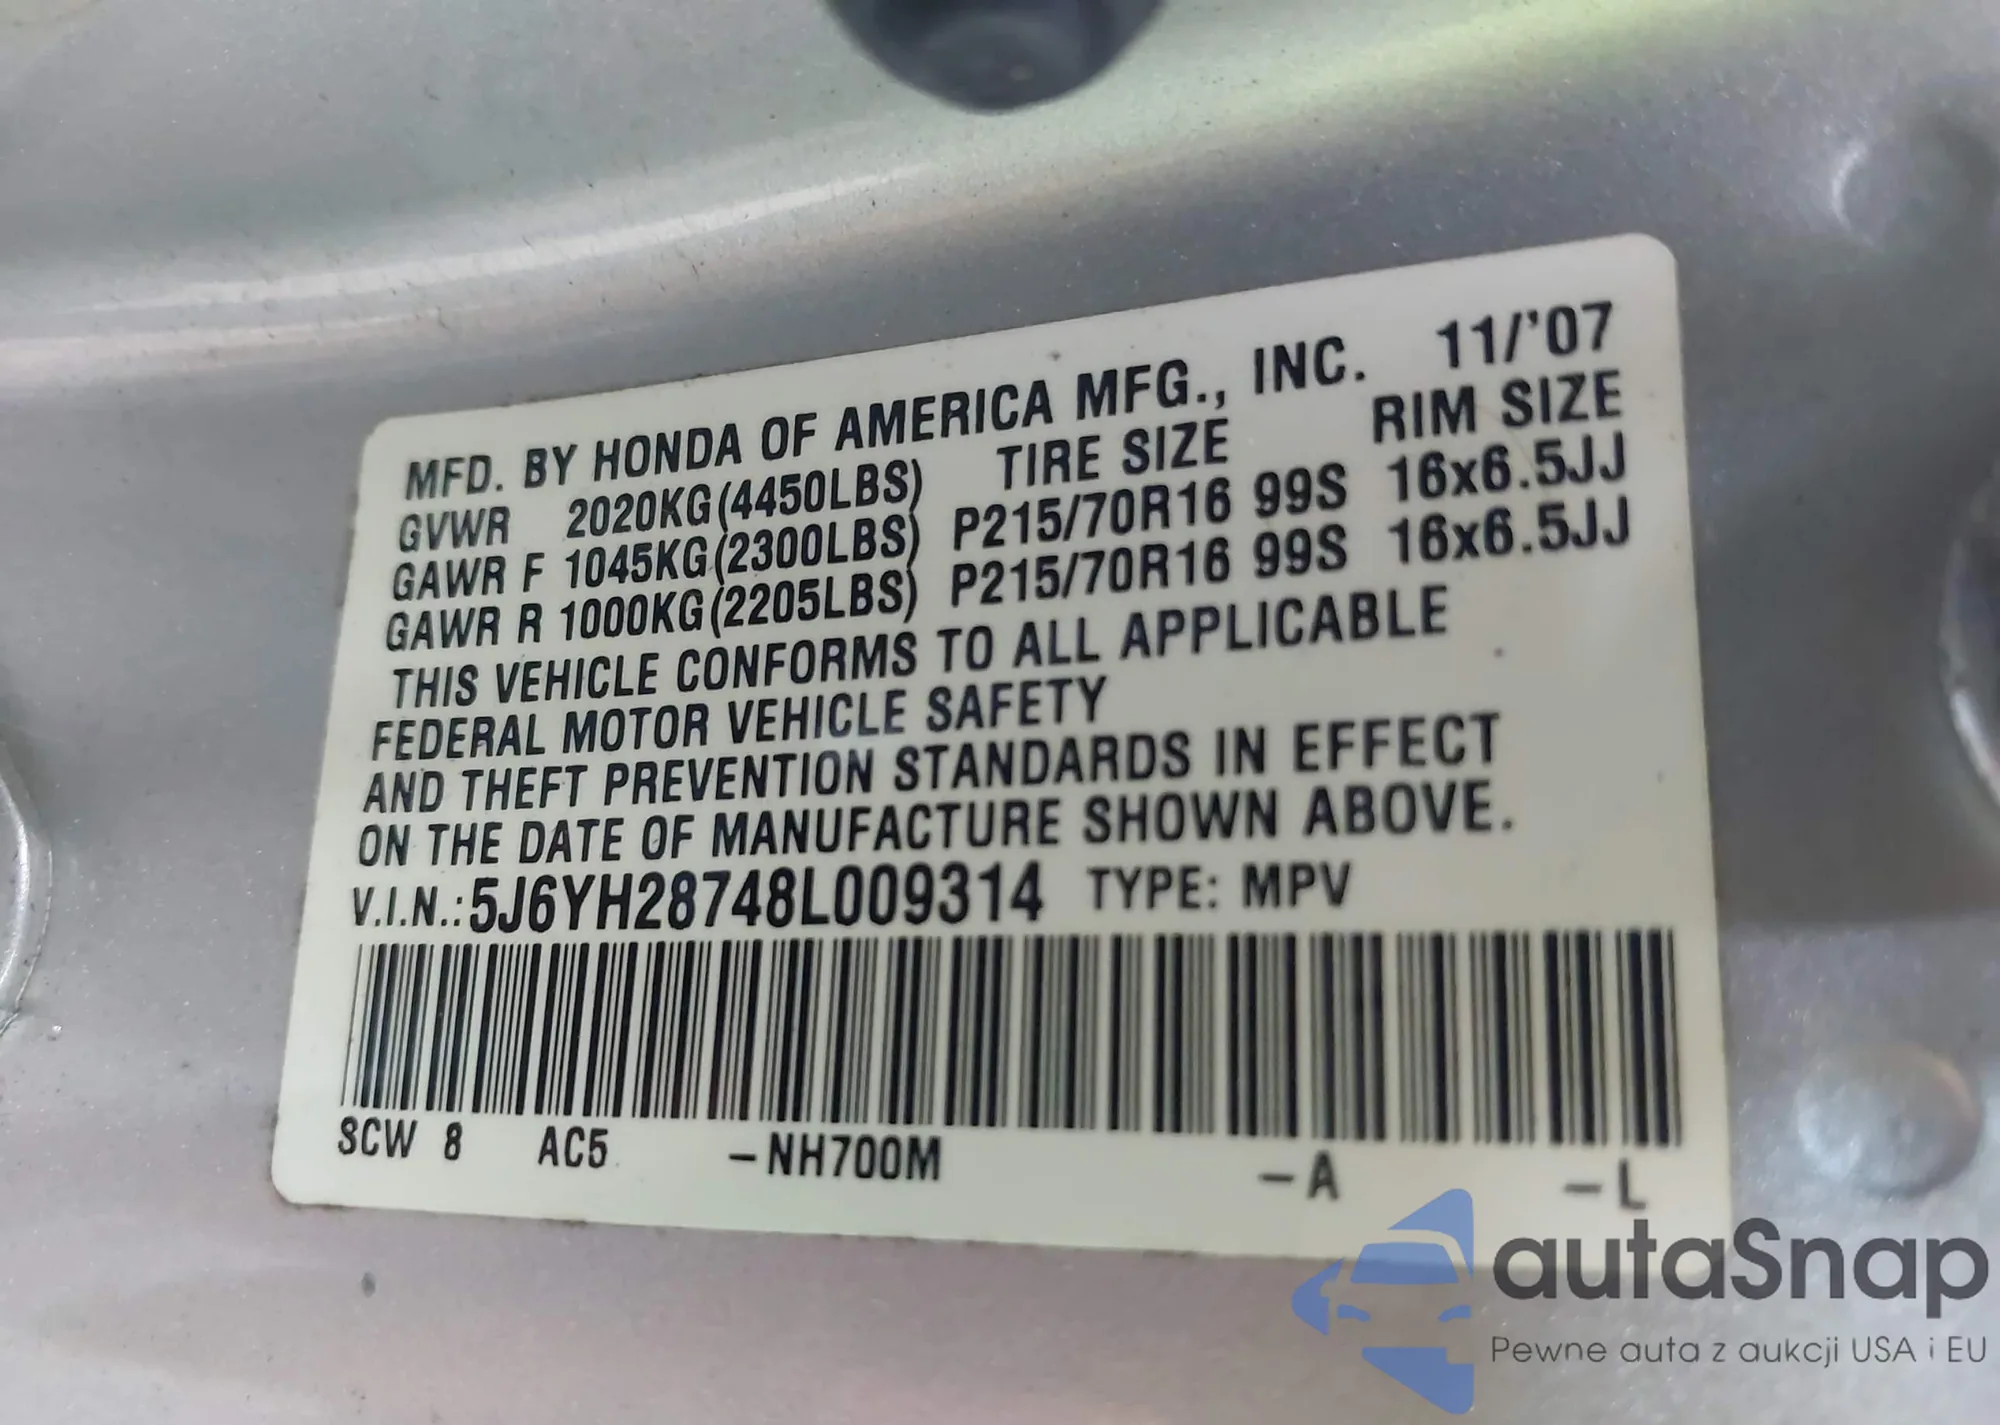 MFD. BY HONDA OF AMERICA MFG., INC. 11/'07
GVWR 2020KG(4450LBS) TIRE SIZE RIM SIZE
GAWR F 1045KG(2300LBS) P215/70R16 99S 16x6.5JJ
GAWR R 1000KG(2205LBS) P215/70R16 99S 16x6.5JJ
THIS VEHICLE CONFORMS TO ALL APPLICABLE
FEDERAL MOTOR VEHICLE SAFETY
AND THEFT PREVENTION STANDARDS IN EFFECT
ON THE DATE OF MANUFACTURE SHOWN ABOVE.
V.I.N.:5J6YH28748L009314 TYPE: MPV
SCW 8 AC5 -NH700M -A -L
autaSnap
Pewne auta z aukcji USA i EU